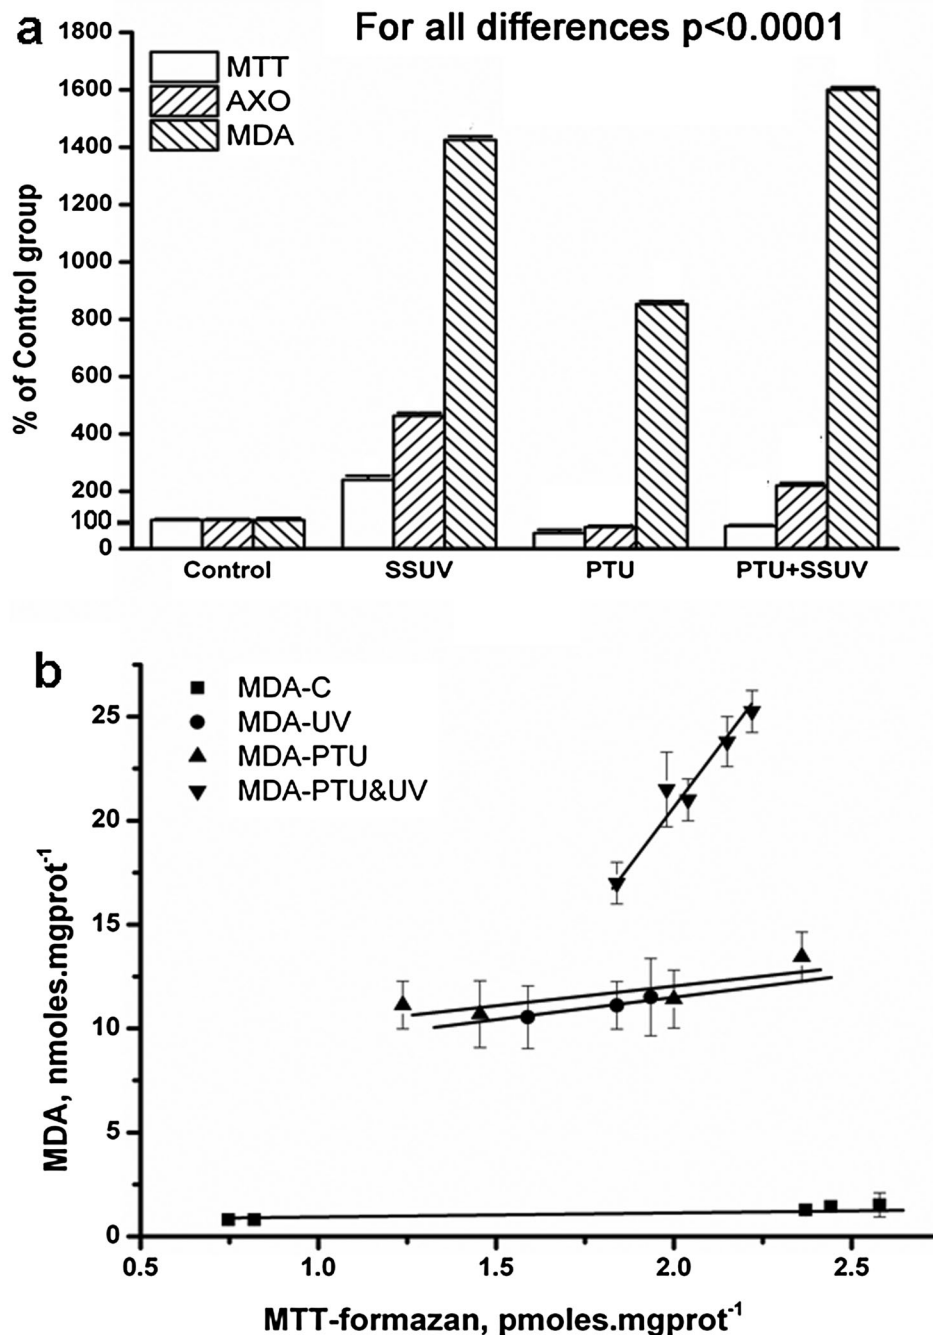 a
For all differences p<0.0001
MTT
AXO
MDA
% of Control group
1800
1600
1400
1200
1000
800
600
400
200
100
0
Control SSUV PTU PTU+SSUV
b
MDA-C
MDA-UV
MDA-PTU
MDA-PTU&UV
MDA, nmoles.mgprot⁻¹
25
20
15
10
5
0
0.5 1.0 1.5 2.0 2.5
MTT-formazan, pmoles.mgprot⁻¹